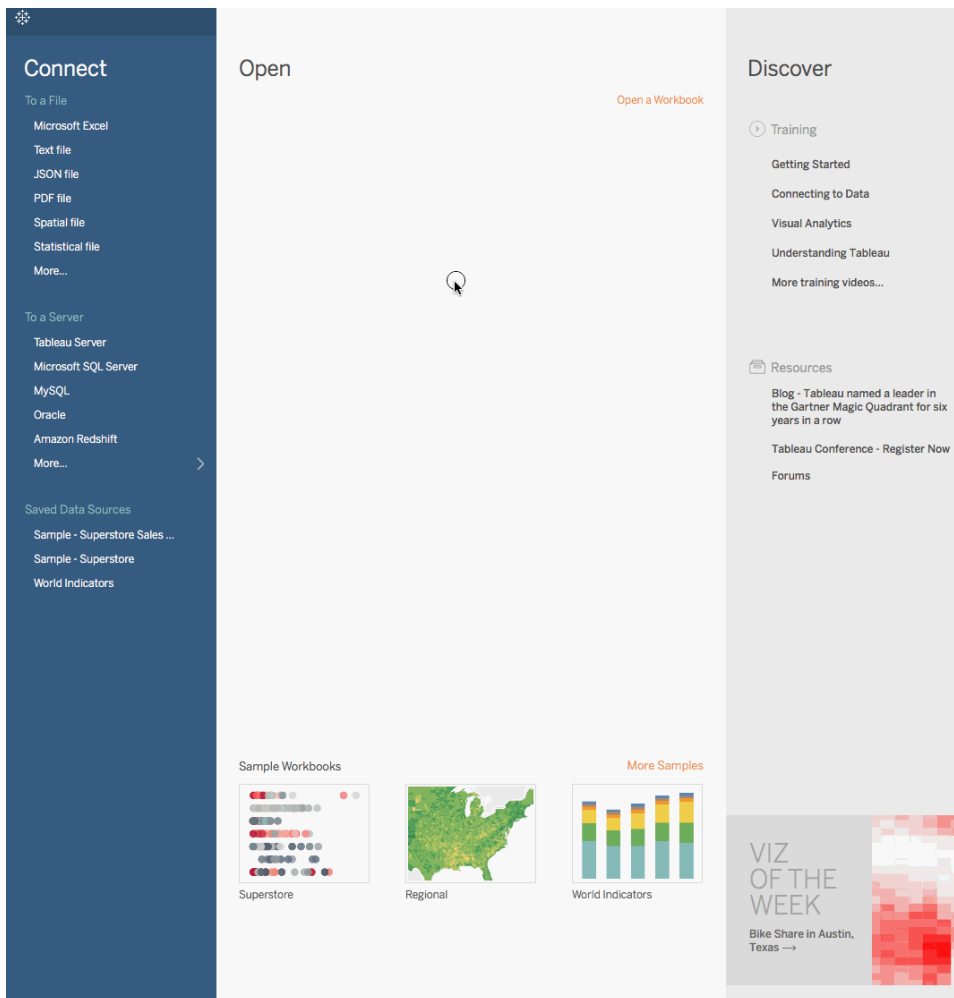 Connect
To a File
Microsoft Excel
Text file
JSON file
PDF file
Spatial file
Statistical file
More...
To a Server
Tableau Server
Microsoft SQL Server
MySQL
Oracle
Amazon Redshift
More...
Saved Data Sources
Sample - Superstore Sales ...
Sample - Superstore
World Indicators
Open
Open a Workbook
Sample Workbooks
More Samples
Superstore
Regional
World Indicators
Discover
Training
Getting Started
Connecting to Data
Visual Analytics
Understanding Tableau
More training videos...
Resources
Blog - Tableau named a leader in
the Gartner Magic Quadrant for six
years in a row
Tableau Conference - Register Now
Forums
VIZ
OF THE
WEEK
Bike Share in Austin,
Texas →